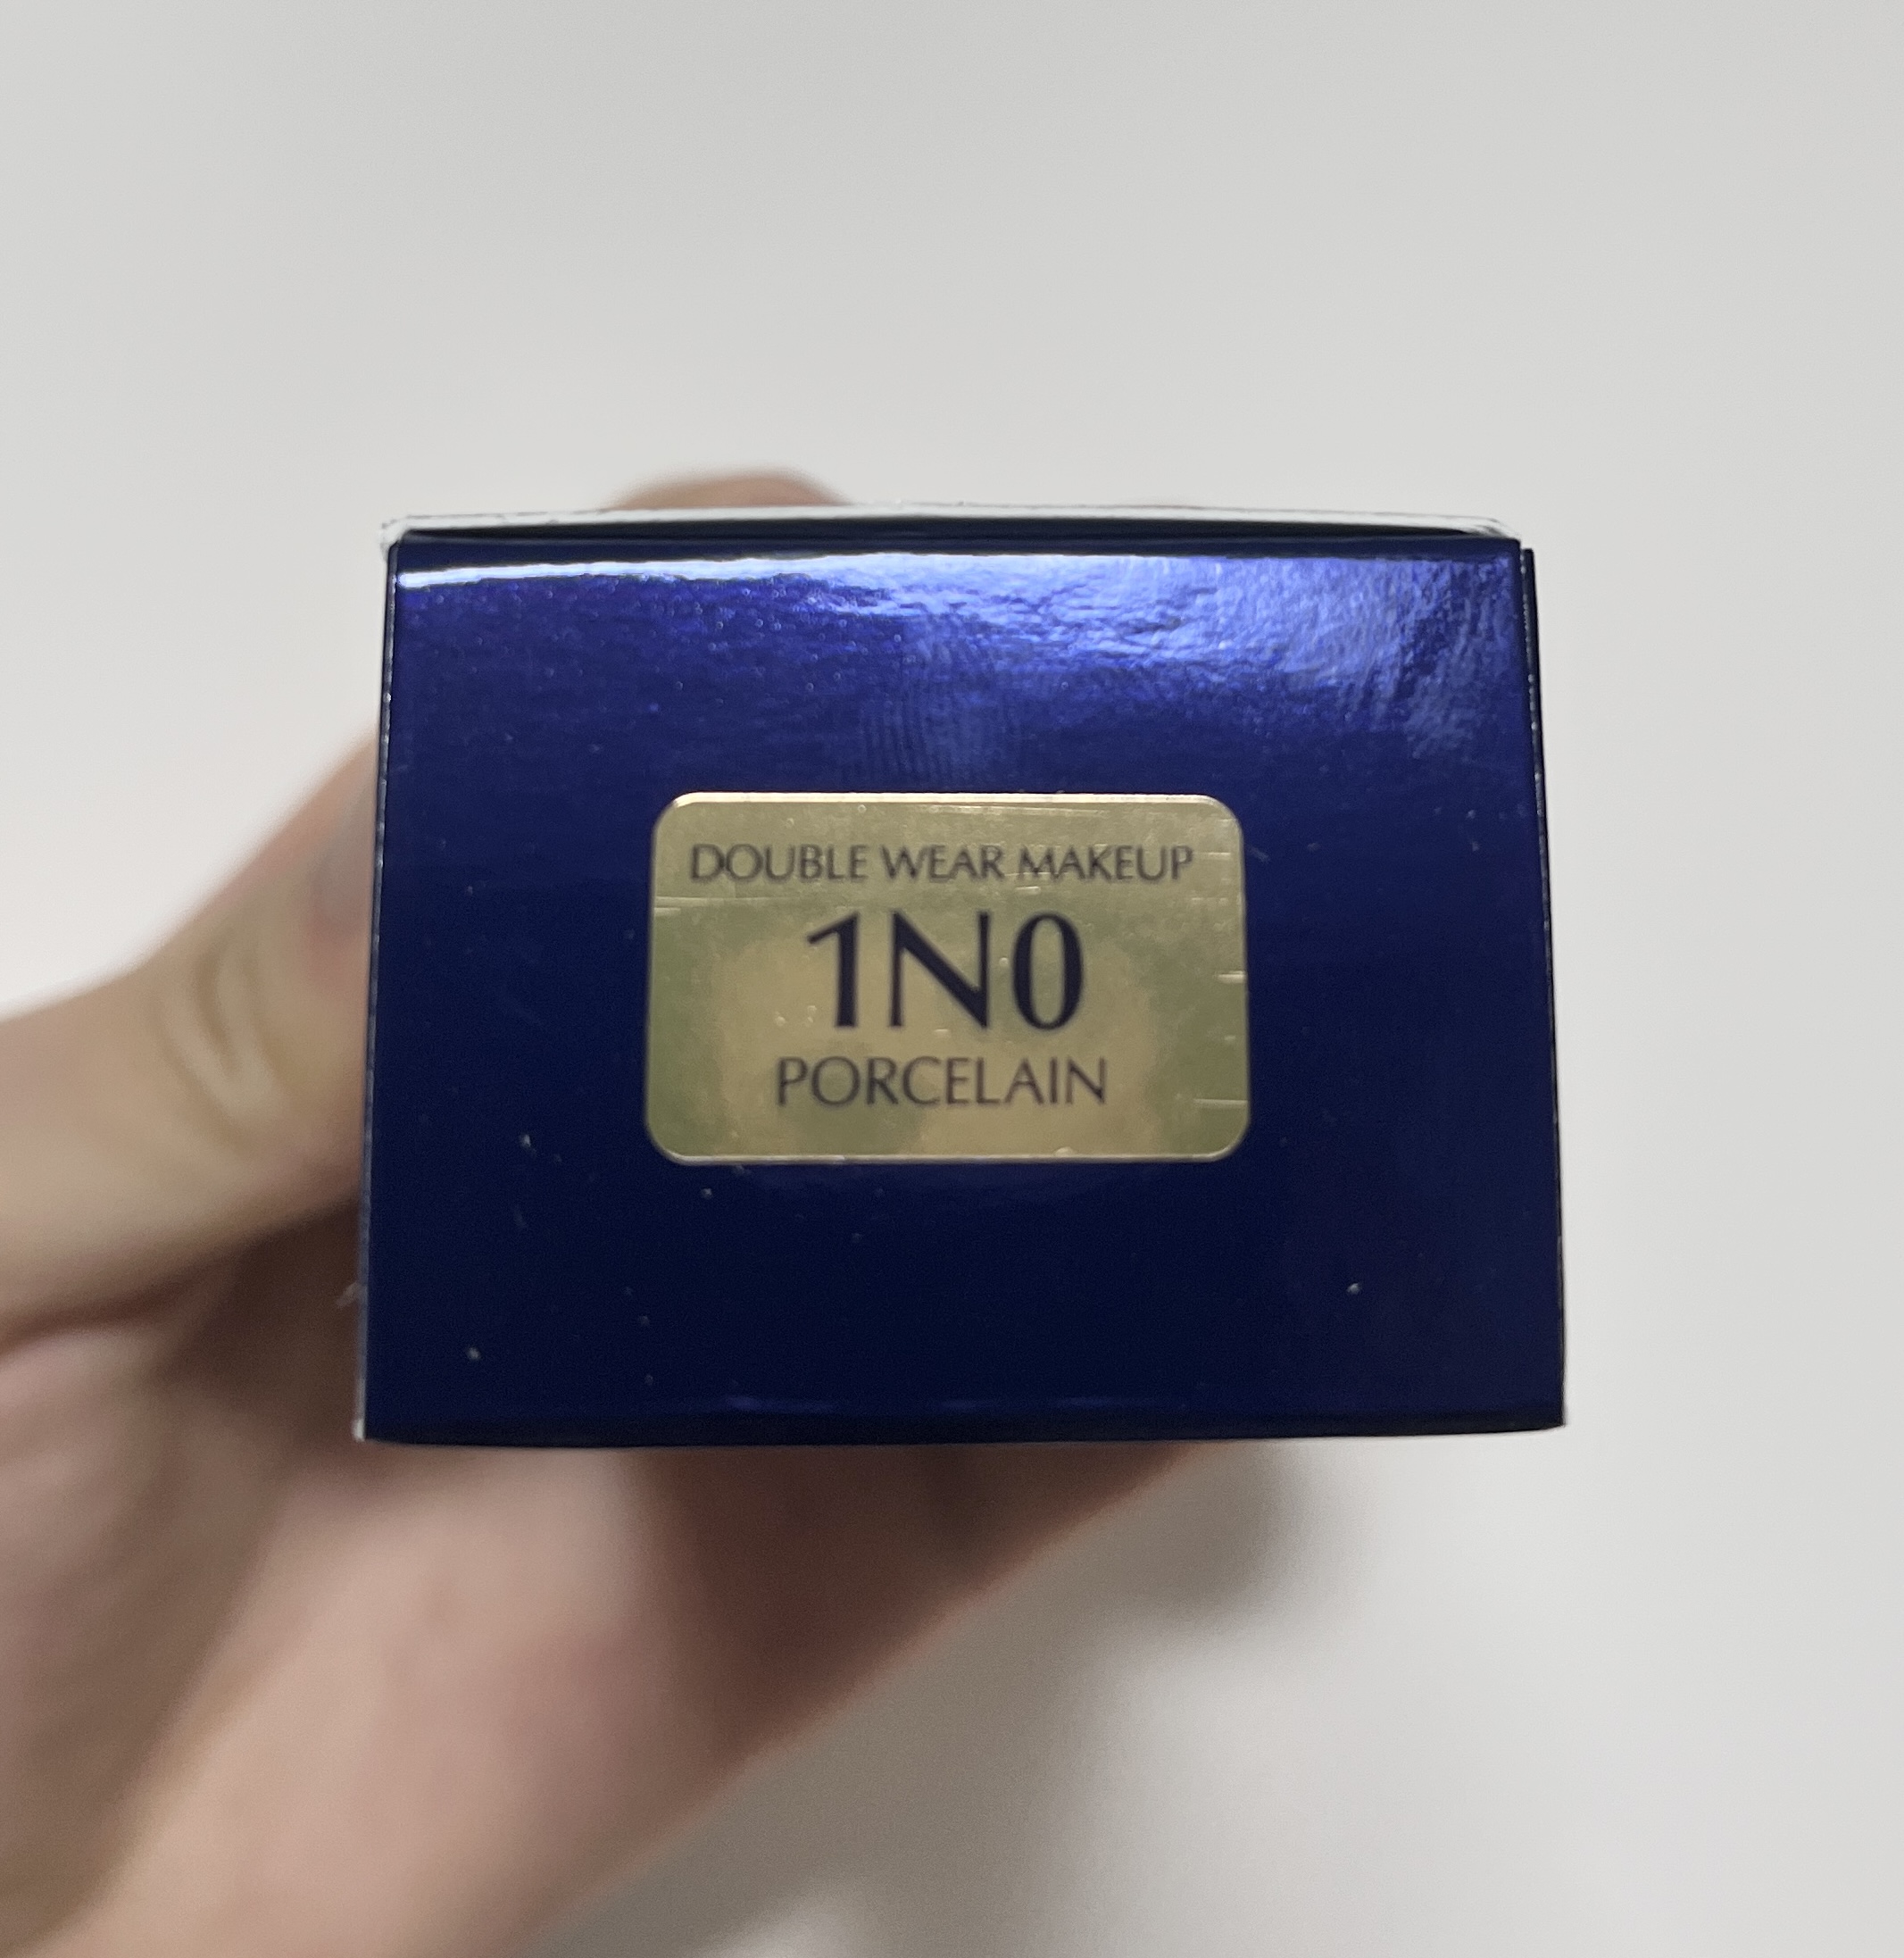 DOUBLE WEAR MAKEUP
1N0
PORCELAIN